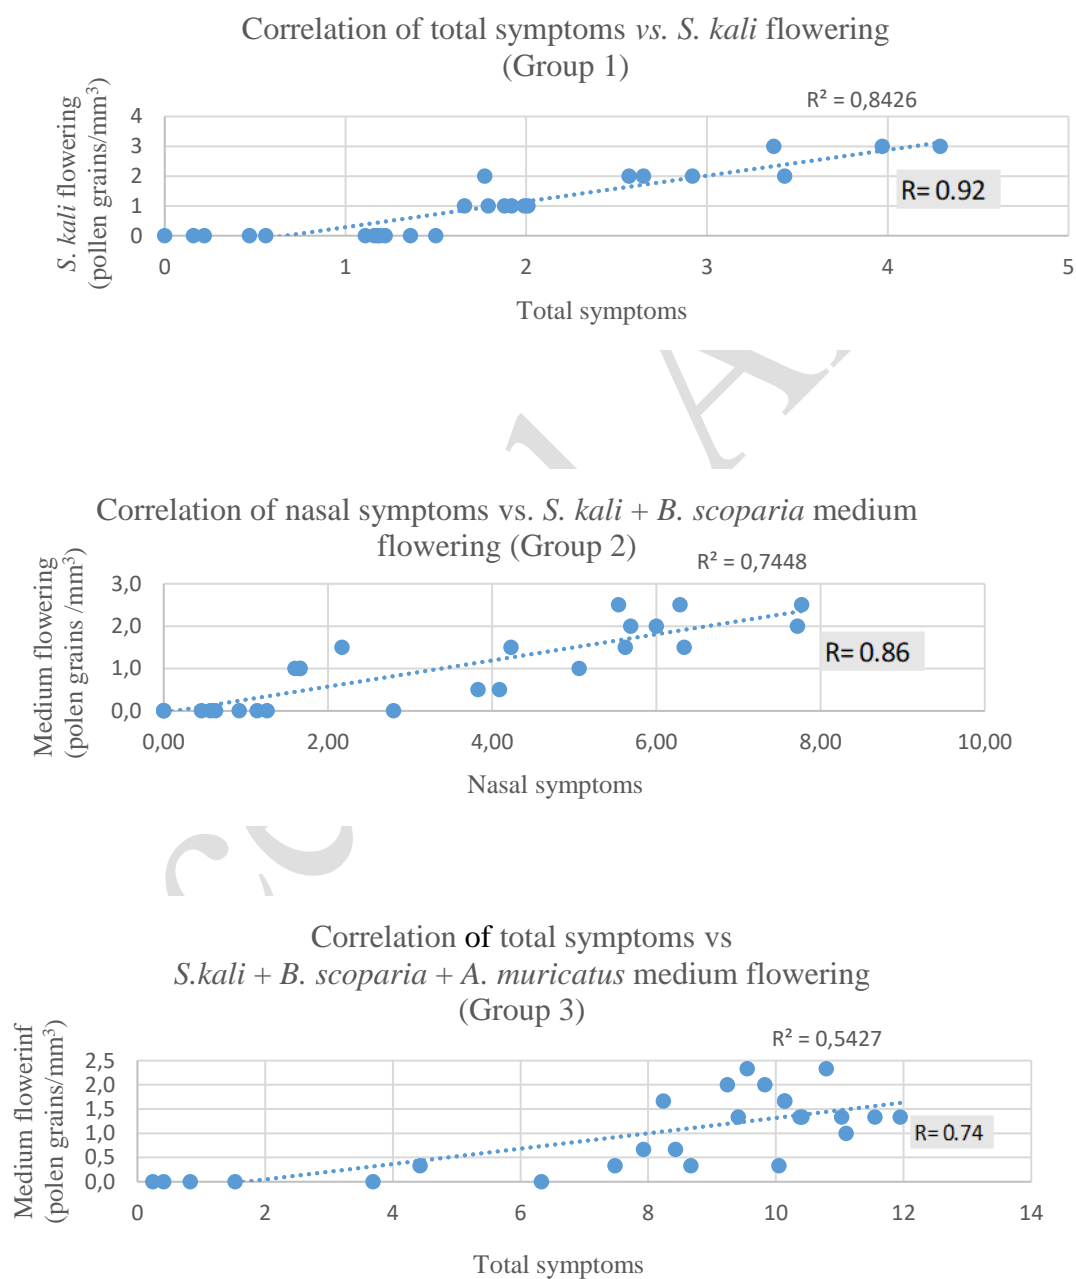 Correlation of total symptoms vs. S. kali flowering
(Group 1)
R² = 0,8426
S. kali flowering
(pollen grains/mm³)
4
3
2
1
0
R= 0.92
0 1 2 3 4 5
Total symptoms
Correlation of nasal symptoms vs. S. kali + B. scoparia medium
flowering (Group 2)
R² = 0,7448
Medium flowering
(polen grains /mm³)
3,0
2,0
1,0
0,0
R= 0.86
0,00 2,00 4,00 6,00 8,00 10,00
Nasal symptoms
Correlation of total symptoms vs
S.kali + B. scoparia + A. muricatus medium flowering
(Group 3)
R² = 0,5427
Medium flowerinf
(polen grains/mm³)
2,5
2,0
1,5
1,0
0,5
0,0
R= 0.74
0 2 4 6 8 10 12 14
Total symptoms